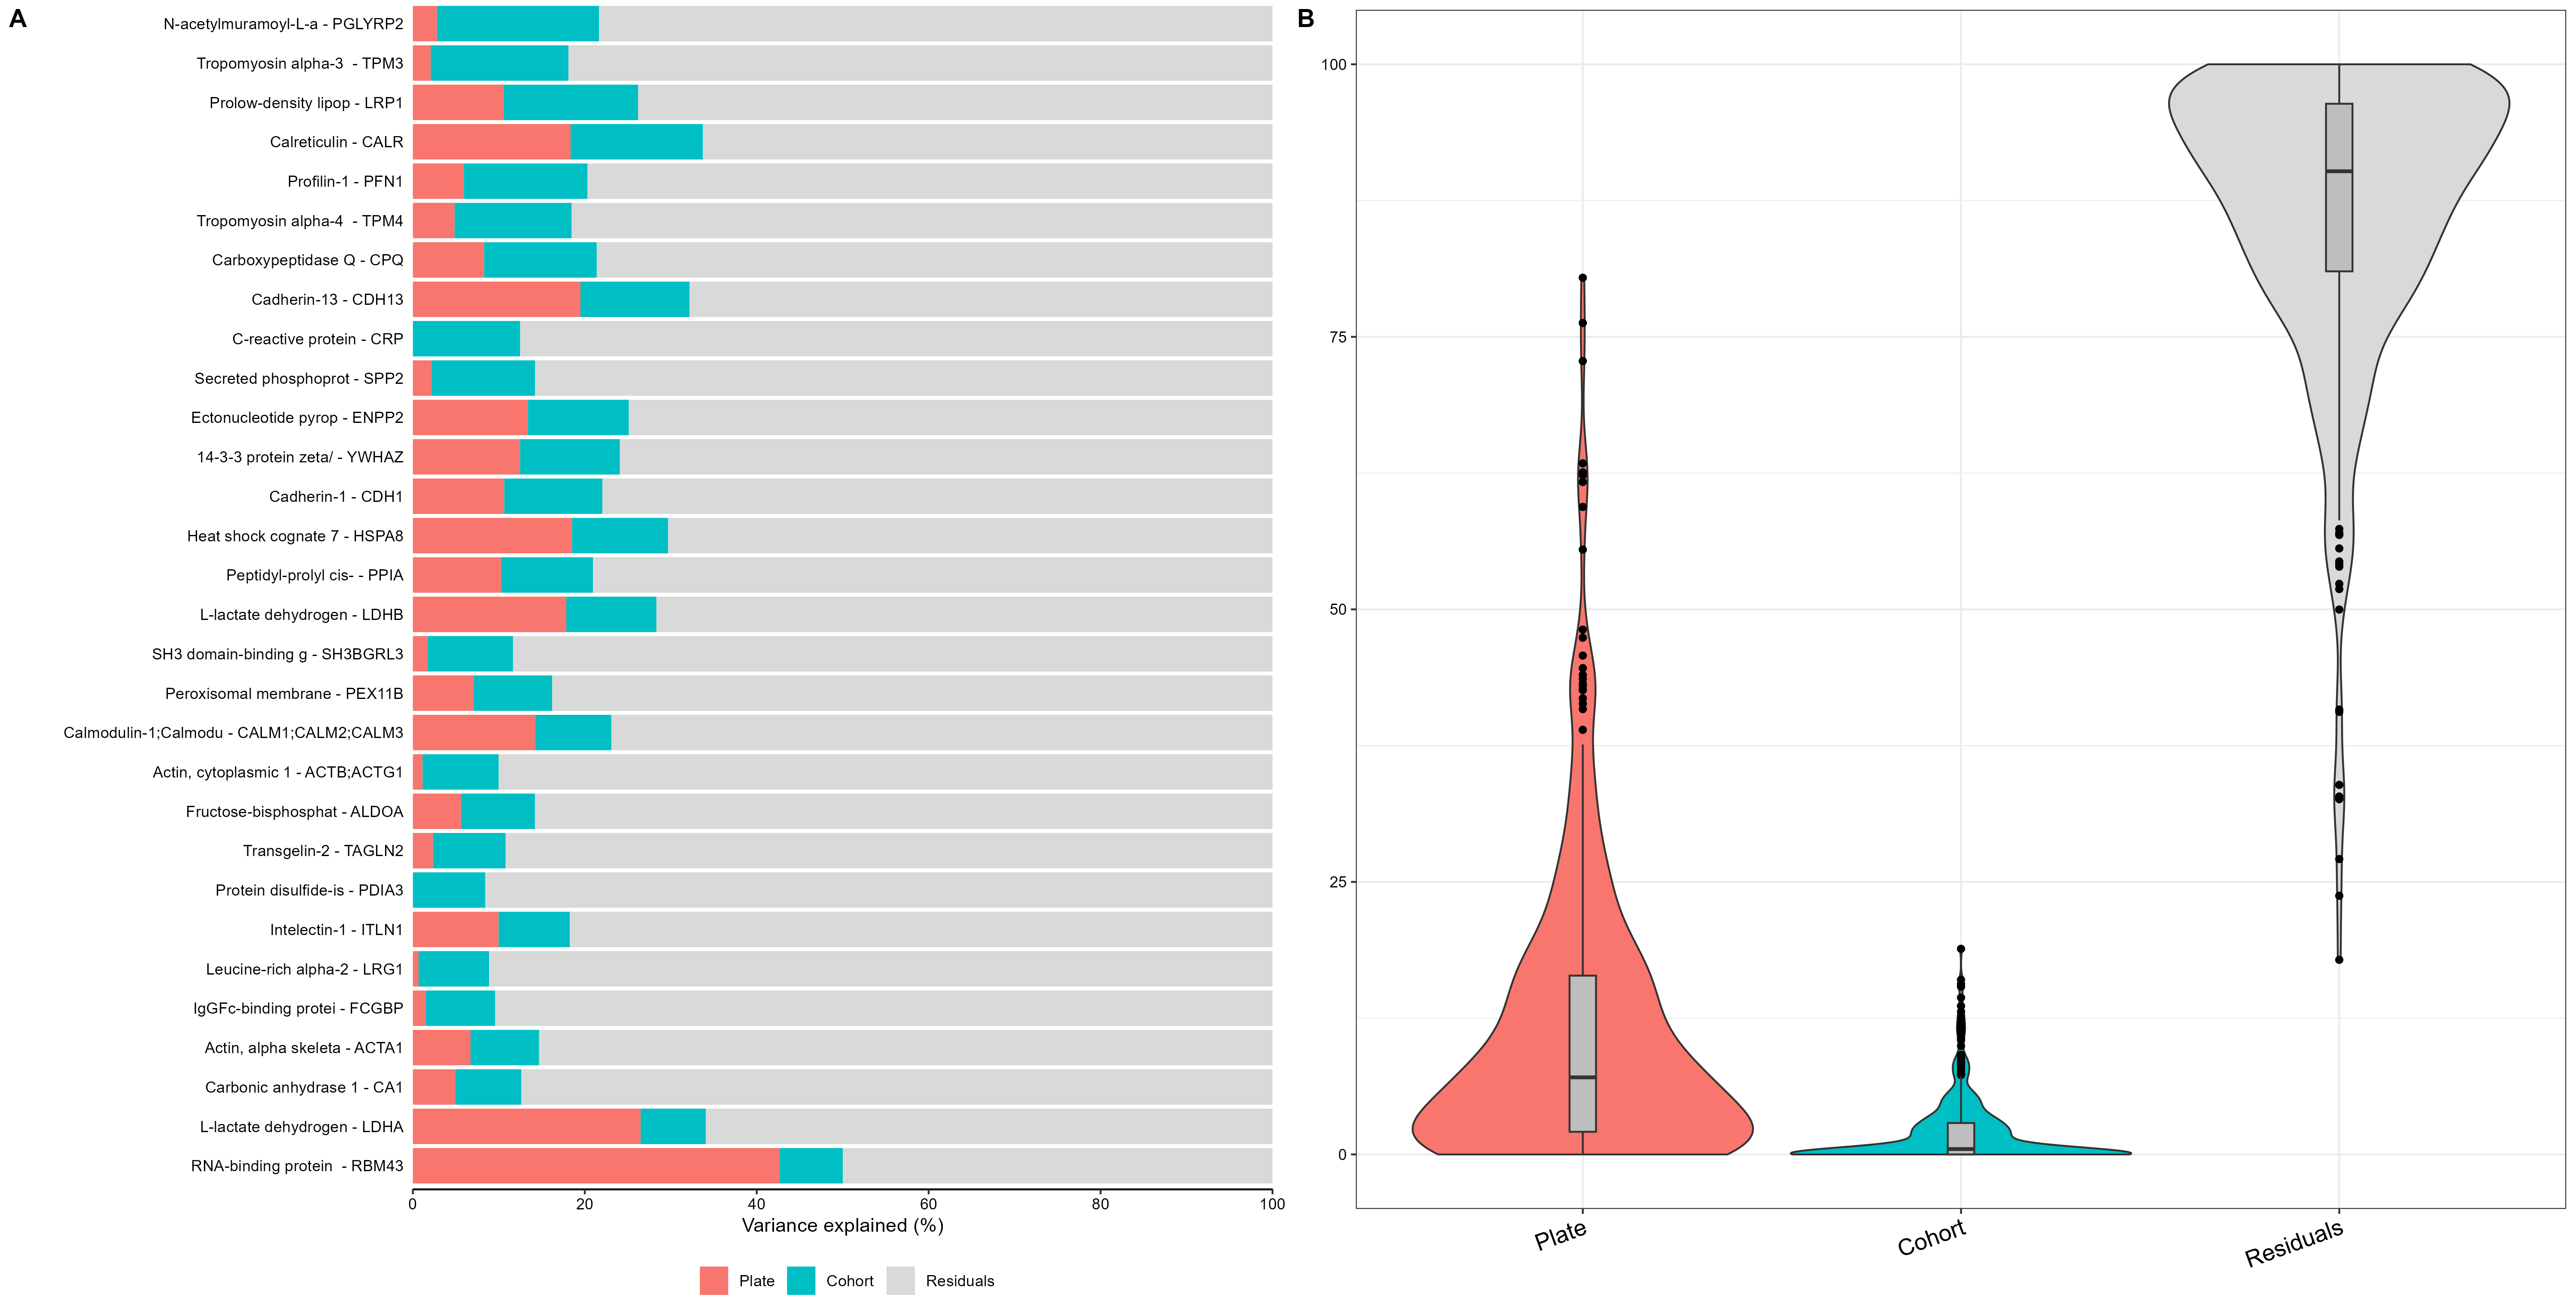 A
N-acetylmuramoyl-L-a - PGLYRP2
Tropomyosin alpha-3  - TPM3
Prolow-density lipop - LRP1
Calreticulin - CALR
Profilin-1 - PFN1
Tropomyosin alpha-4  - TPM4
Carboxypeptidase Q - CPQ
Cadherin-13 - CDH13
C-reactive protein - CRP
Secreted phosphoprot - SPP2
Ectonucleotide pyrop - ENPP2
14-3-3 protein zeta/ - YWHAZ
Cadherin-1 - CDH1
Heat shock cognate 7 - HSPA8
Peptidyl-prolyl cis- - PPIA
L-lactate dehydrogen - LDHB
SH3 domain-binding g - SH3BGRL3
Peroxisomal membrane - PEX11B
Calmodulin-1;Calmodu - CALM1;CALM2;CALM3
Actin, cytoplasmic 1 - ACTB;ACTG1
Fructose-bisphosphat - ALDOA
Transgelin-2 - TAGLN2
Protein disulfide-is - PDIA3
Intelectin-1 - ITLN1
Leucine-rich alpha-2 - LRG1
IgGFc-binding protei - FCGBP
Actin, alpha skeleta - ACTA1
Carbonic anhydrase 1 - CA1
L-lactate dehydrogen - LDHA
RNA-binding protein  - RBM43
0 20 40 60 80 100
Variance explained (%)
Plate Cohort Residuals
B
100
75
50
25
0
Plate Cohort Residuals